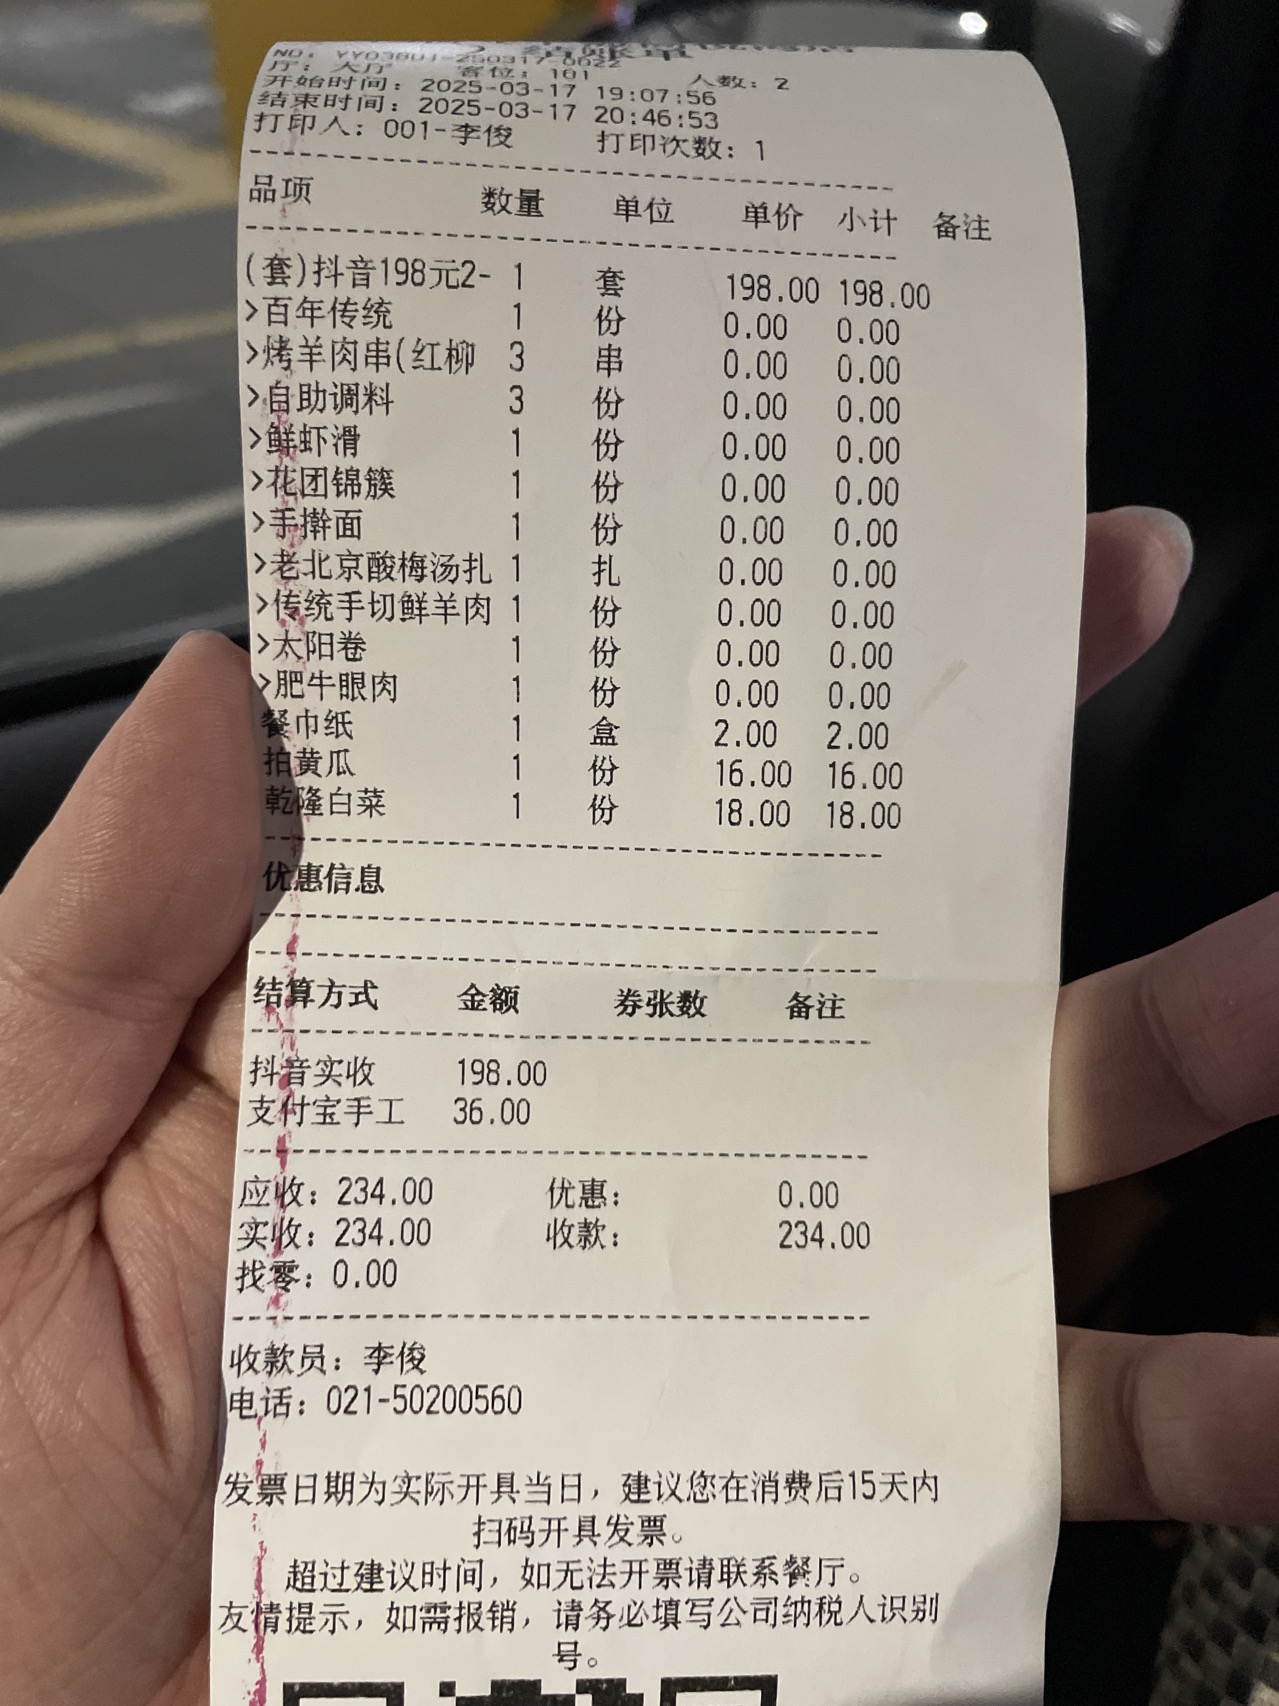 结账单
NO: YY03801-250317-0022
厅: 大厅 客位: 101 人数: 2
开始时间: 2025-03-17 19:07:56
结束时间: 2025-03-17 20:46:53
打印人: 001-李俊 打印次数: 1
品项 数量 单位 单价 小计 备注
(套)抖音198元2- 1 套 198.00 198.00
>百年传统 1 份 0.00 0.00
>烤羊肉串(红柳 3 串 0.00 0.00
>自助调料 3 份 0.00 0.00
>鲜虾滑 1 份 0.00 0.00
>花团锦簇 1 份 0.00 0.00
>手擀面 1 份 0.00 0.00
>老北京酸梅汤扎 1 扎 0.00 0.00
>传统手切鲜羊肉 1 份 0.00 0.00
>太阳卷 1 份 0.00 0.00
>肥牛眼肉 1 份 0.00 0.00
餐巾纸 1 盒 2.00 2.00
拍黄瓜 1 份 16.00 16.00
乾隆白菜 1 份 18.00 18.00
优惠信息
结算方式 金额 券张数 备注
抖音实收 198.00
支付宝手工 36.00
应收: 234.00 优惠: 0.00
实收: 234.00 收款: 234.00
找零: 0.00
收款员: 李俊
电话: 021-50200560
发票日期为实际开具当日，建议您在消费后15天内
扫码开具发票。
超过建议时间，如无法开票请联系餐厅。
友情提示，如需报销，请务必填写公司纳税人识别
号。